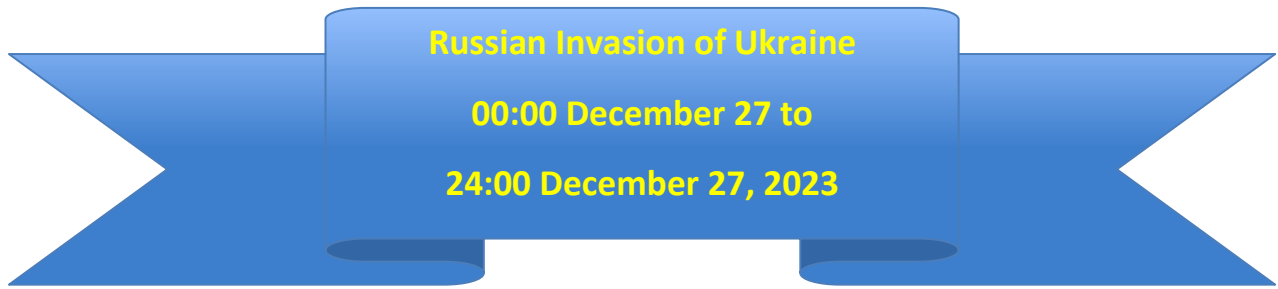 Russian Invasion of Ukraine
00:00 December 27 to
24:00 December 27, 2023